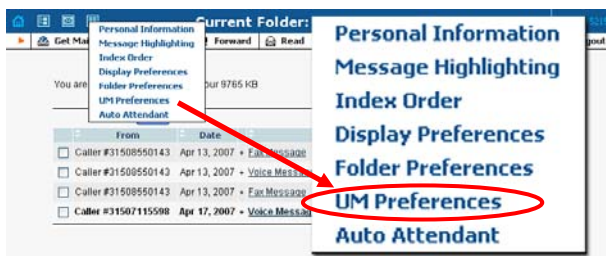 Current Folder:
Get Mai
Forward
Read
gout
Personal Information
Message Highlighting
Index Order
Display Preferences
Folder Preferences
UM Preferences
Auto Attendant
You are
our 9765 KB
From Date
Caller #31508550143 Apr 13, 2007 • Fax Message
Caller #31508550143 Apr 13, 2007 • Voice Messa
Caller #31508550143 Apr 13, 2007 • Fax Message
Caller #31507115598 Apr 17, 2007 • Voice Messa
Personal Information
Message Highlighting
Index Order
Display Preferences
Folder Preferences
UM Preferences
Auto Attendant